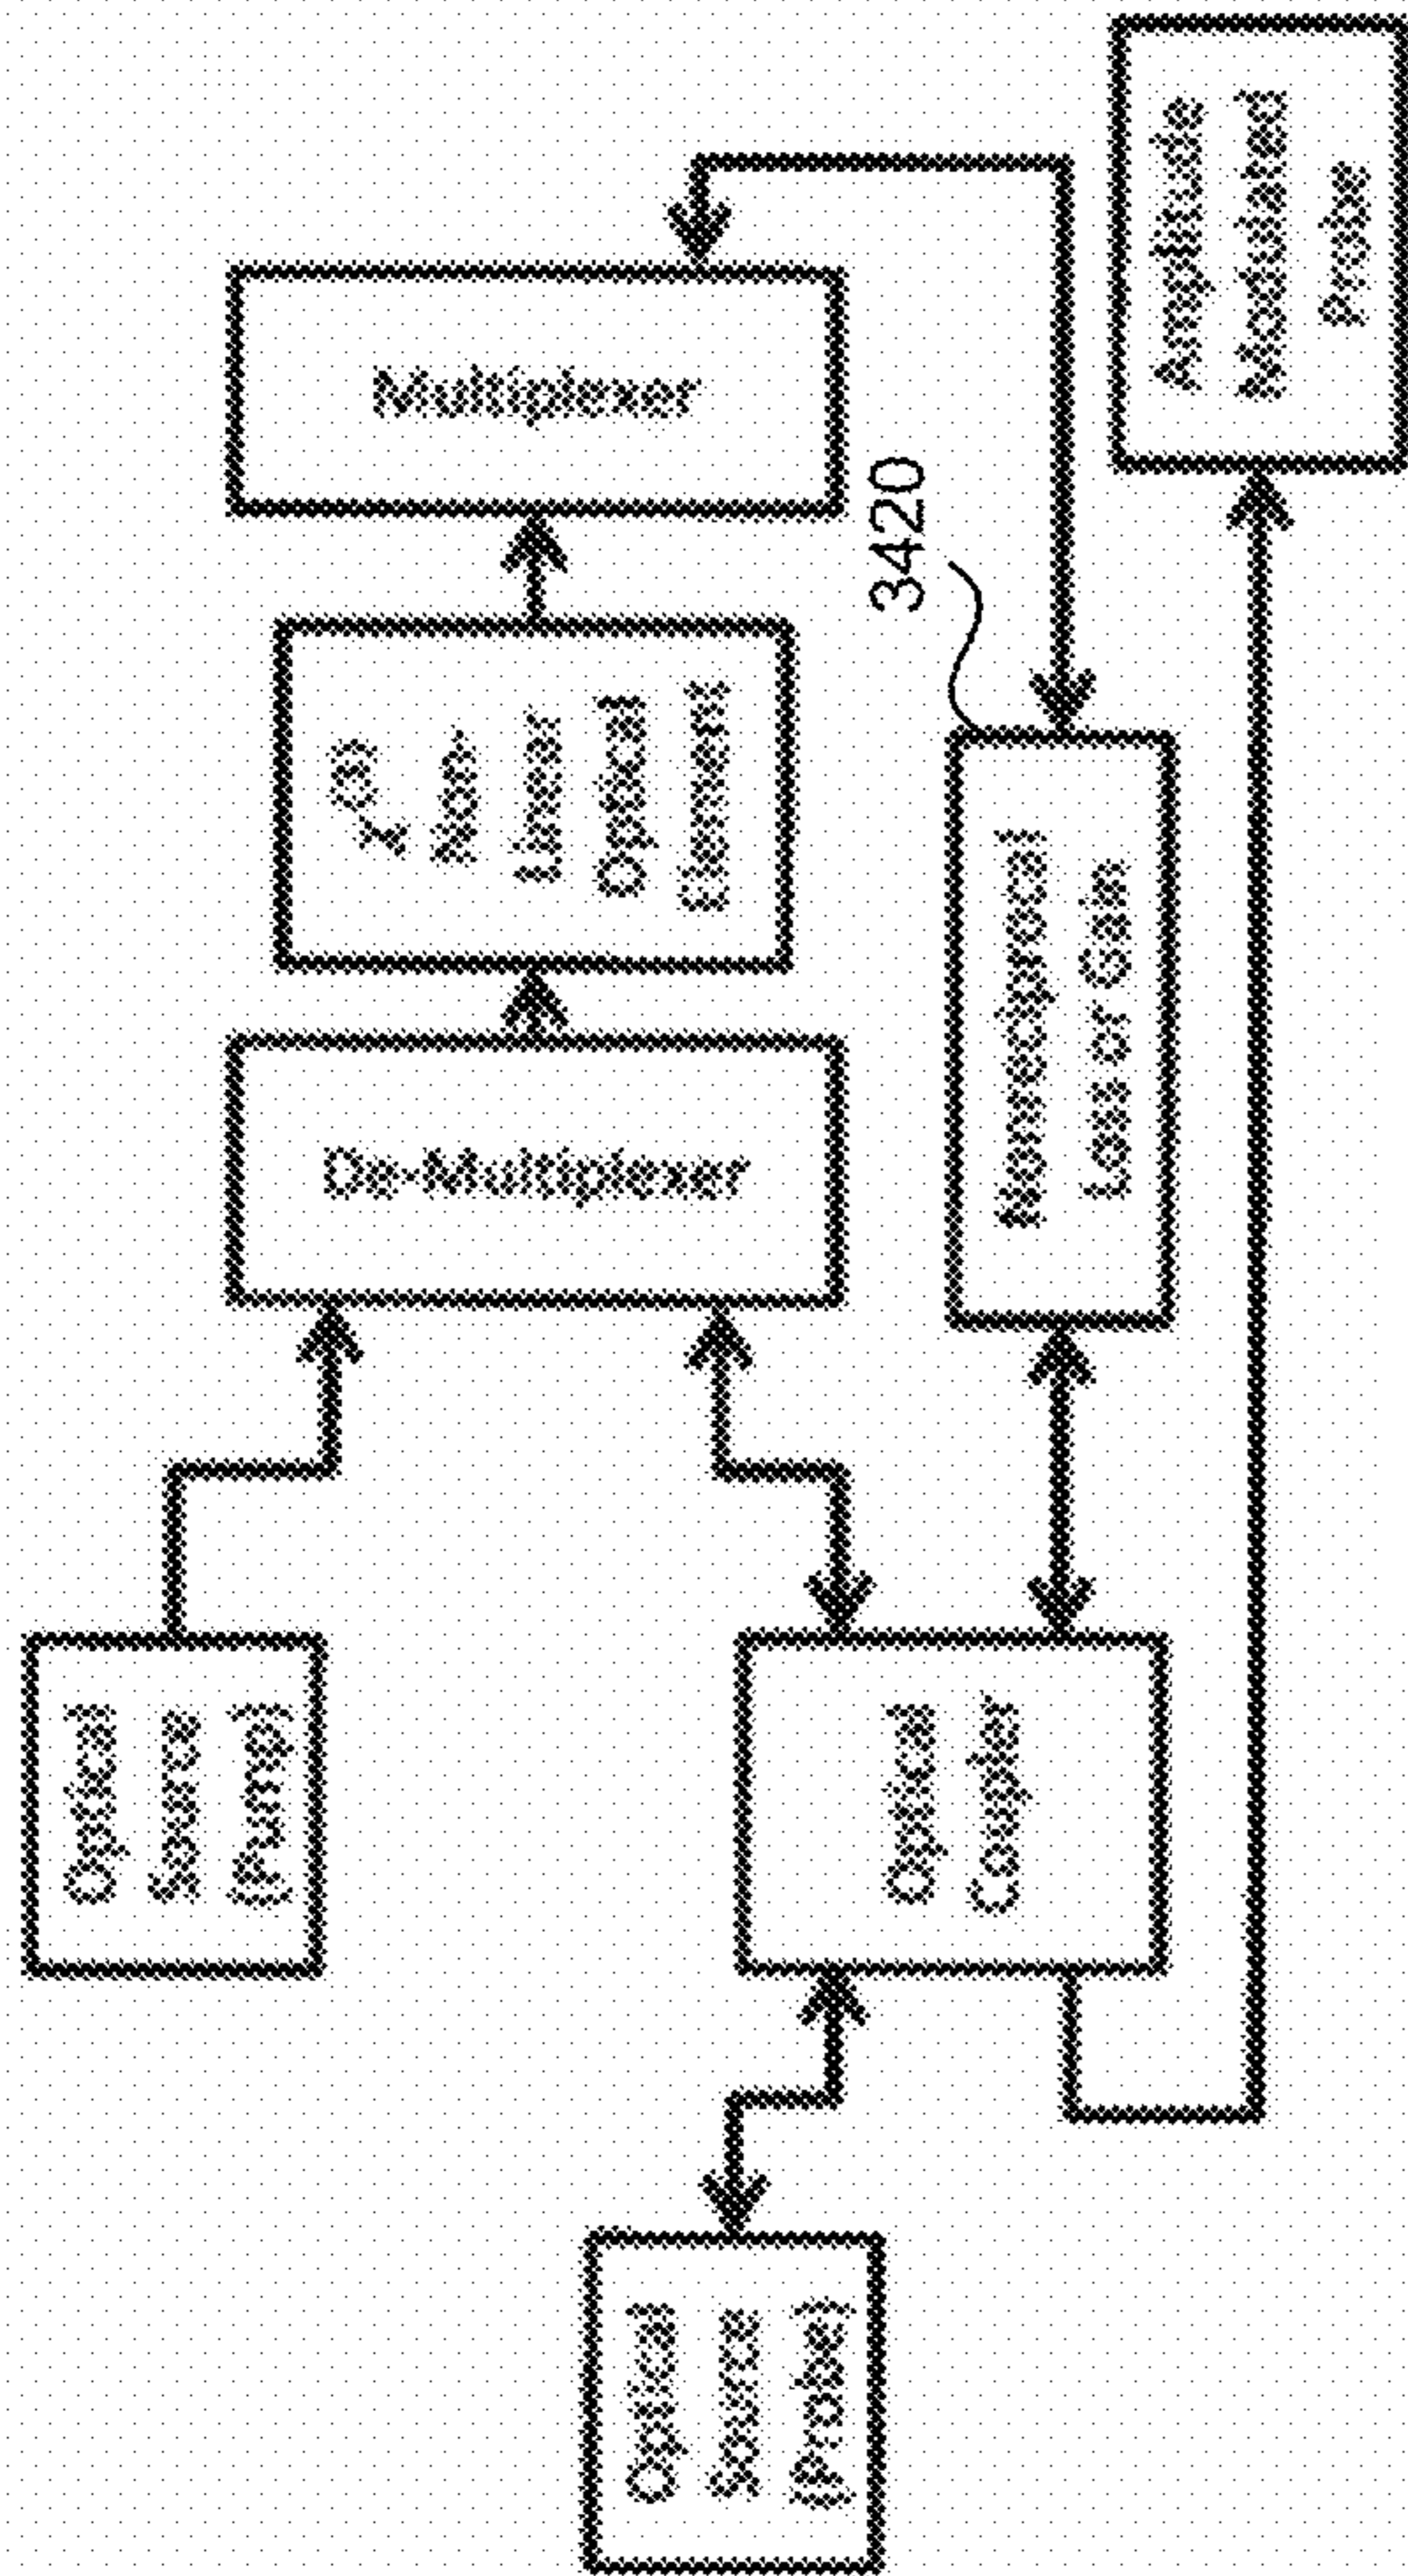 Optical
Source
(Pump)
Optical
Source
(Probe)
Optical
Coupler
De-Multiplexer
χ(3)
Non-
Linear
Optical
Element
Multiplexer
3420
Nonreciprocal
Loss or Gain
Amplitude
Modulated
Probe